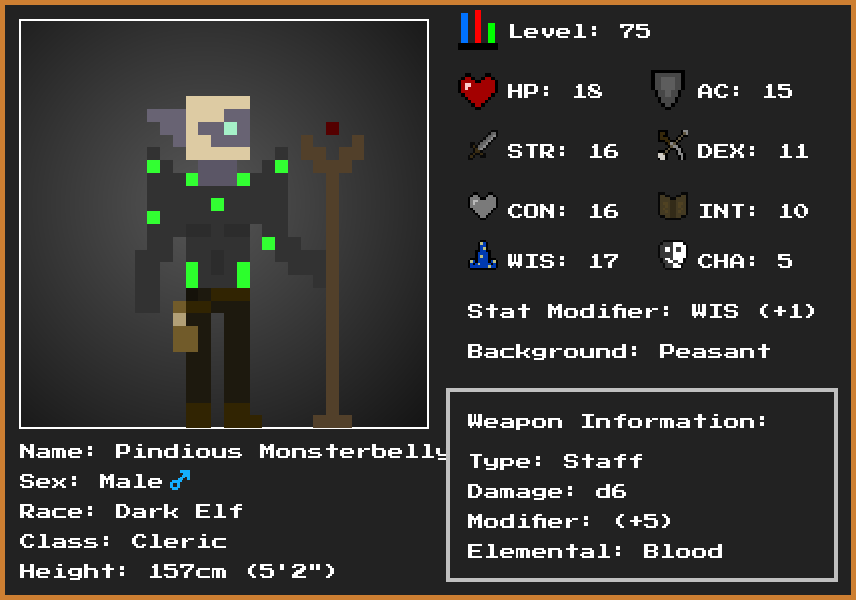 Level: 75
HP: 18 AC: 15
STR: 16 DEX: 11
CON: 16 INT: 10
WIS: 17 CHA: 5
Stat Modifier: WIS (+1)
Background: Peasant
Weapon Information:
Type: Staff
Damage: d6
Modifier: (+5)
Elemental: Blood
Name: Pindious Monsterbelly
Sex: Male ♂
Race: Dark Elf
Class: Cleric
Height: 157cm (5'2")